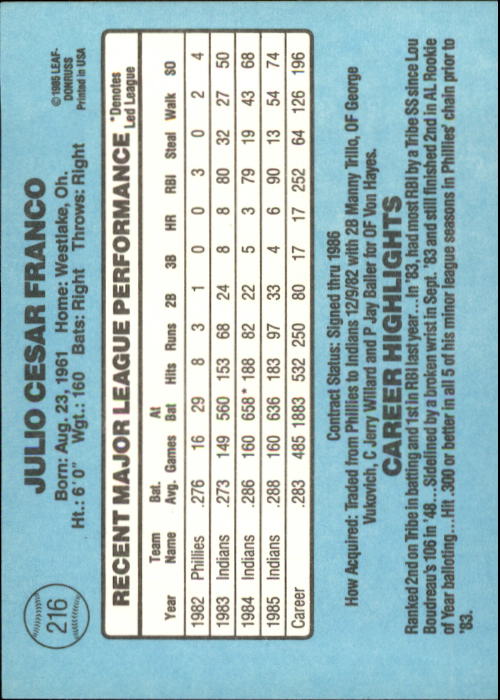 216
JULIO CESAR FRANCO
©1985 LEAF-
DONRUSS
Printed in USA
Born: Aug. 23, 1961 Home: Westlake, Oh.
Ht.: 6'0" Wgt.: 160 Bats: Right Throws: Right
RECENT MAJOR LEAGUE PERFORMANCE *Denotes
Led League
Team Bat. At
Year Name Avg. Games Bat Hits Runs 2B 3B HR RBI Steal Walk SO
1982 Phillies .276 16 29 8 3 1 0 0 3 0 2 4
1983 Indians .273 149 560 153 68 24 8 8 80 32 27 50
1984 Indians .286 160 658* 188 82 22 5 3 79 19 43 68
1985 Indians .288 160 636 183 97 33 4 6 90 13 54 74
Career .283 485 1883 532 250 80 17 17 252 64 126 196
Contract Status: Signed thru 1986
How Acquired: Traded from Phillies to Indians 12/9/82 with 2B Manny Trillo, OF George
Vukovich, C Jerry Willard and P Jay Baller for OF Von Hayes.
CAREER HIGHLIGHTS
Ranked 2nd on Tribe in batting and 1st in RBI last year...In '83, had most RBI by a Tribe SS since Lou
Boudreau's 106 in '48...Sidelined by a broken wrist in Sept. '83 and still finished 2nd in AL Rookie
of Year balloting...Hit .300 or better in all 5 of his minor league seasons in Phillies' chain prior to
'83.